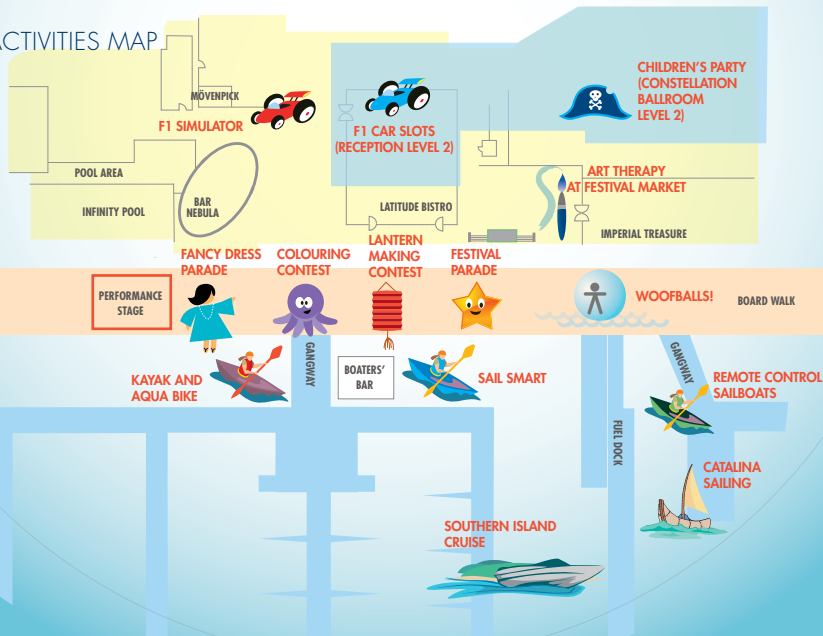 ACTIVITIES MAP
CHILDREN'S PARTY
(CONSTELLATION
BALLROOM
LEVEL 2)
MÖVENPICK
F1 SIMULATOR
F1 CAR SLOTS
(RECEPTION LEVEL 2)
POOL AREA
ART THERAPY
AT FESTIVAL MARKET
INFINITY POOL
BAR
NEBULA
LATITUDE BISTRO
IMPERIAL TREASURE
FANCY DRESS
PARADE
COLOURING
CONTEST
LANTERN
MAKING
CONTEST
FESTIVAL
PARADE
PERFORMANCE
STAGE
WOOFBALLS!
BOARD WALK
KAYAK AND
AQUA BIKE
GANGWAY
BOATERS'
BAR
SAIL SMART
GANGWAY
REMOTE CONTROL
SAILBOATS
FUEL DOCK
CATALINA
SAILING
SOUTHERN ISLAND
CRUISE